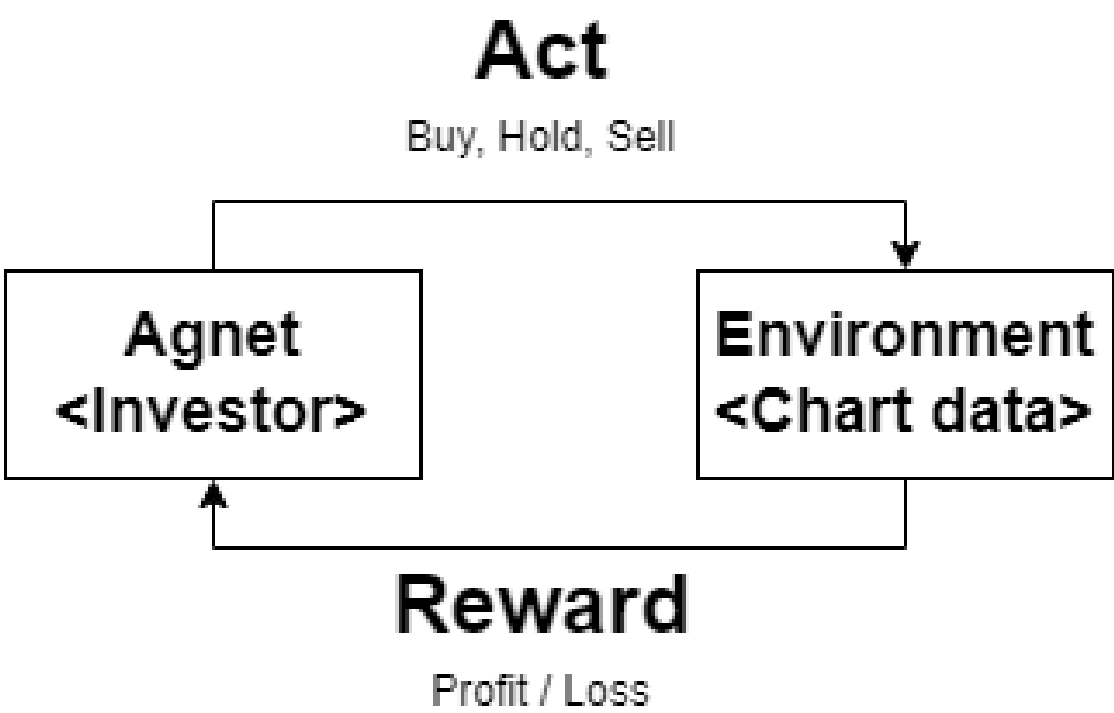 Act
Buy, Hold, Sell
Agnet
<Investor>
Environment
<Chart data>
Reward
Profit / Loss